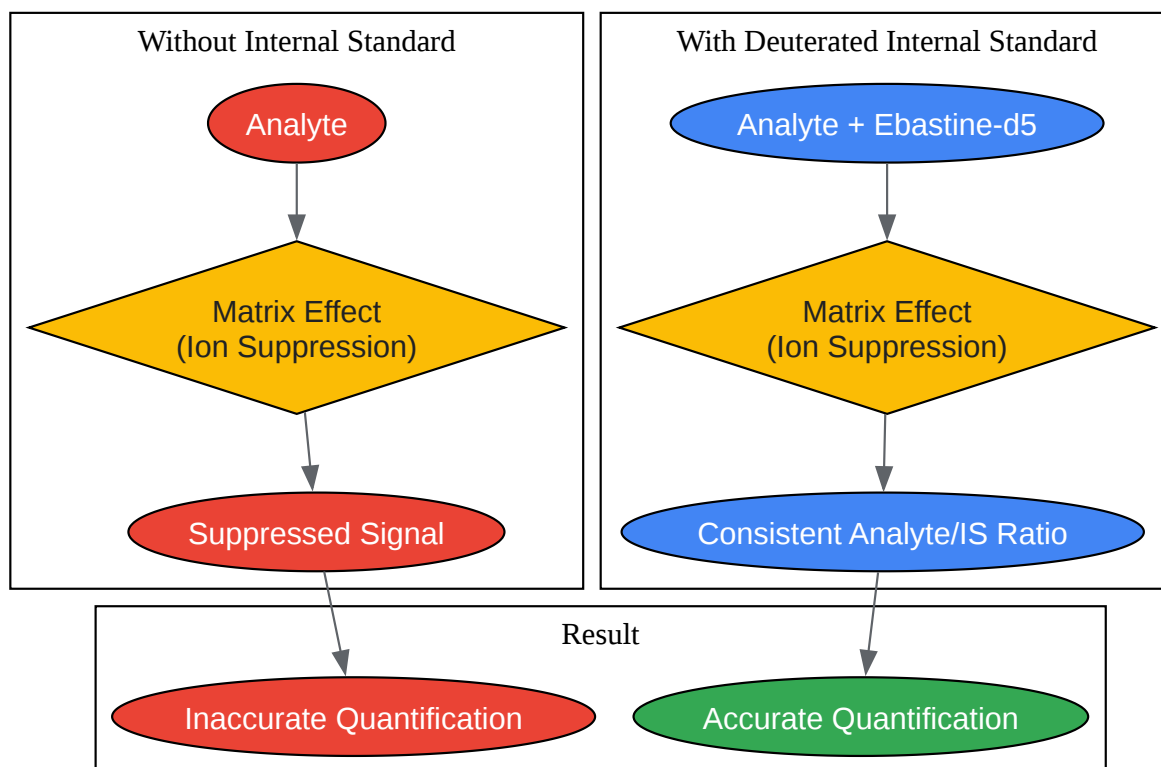 Without Internal Standard
Analyte
Matrix Effect
(Ion Suppression)
Suppressed Signal
With Deuterated Internal Standard
Analyte + Ebastine-d5
Matrix Effect
(Ion Suppression)
Consistent Analyte/IS Ratio
Result
Inaccurate Quantification
Accurate Quantification